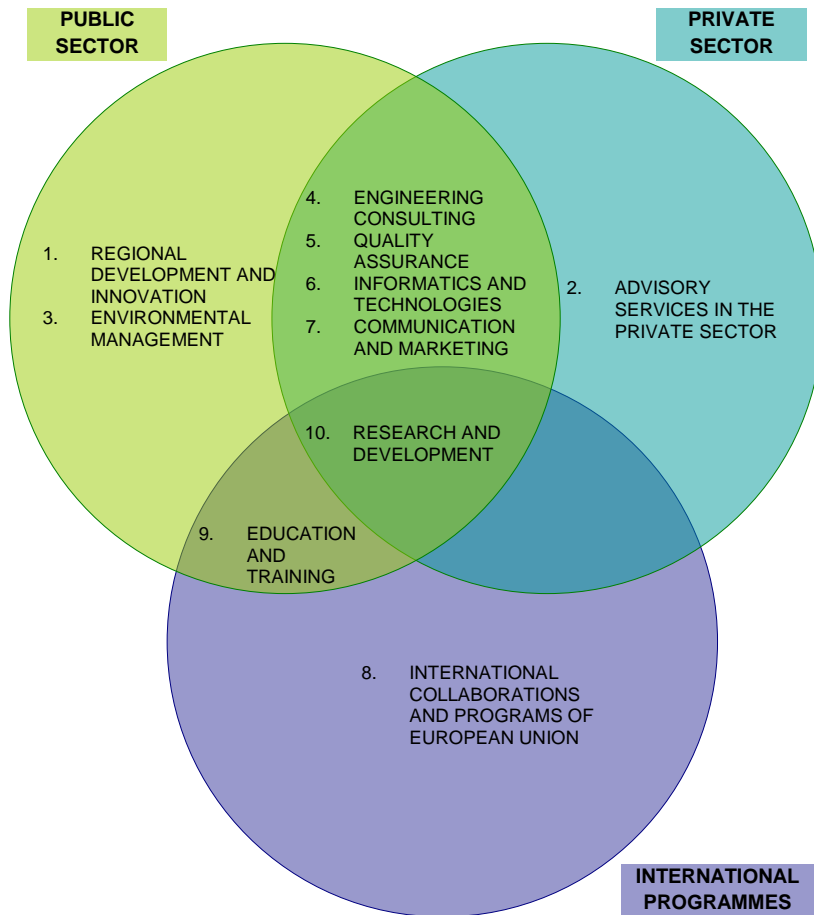 PUBLIC
SECTOR
PRIVATE
SECTOR
4. ENGINEERING
CONSULTING
5. QUALITY
ASSURANCE
6. INFORMATICS AND
TECHNOLOGIES
7. COMMUNICATION
AND MARKETING
1. REGIONAL
DEVELOPMENT AND
INNOVATION
3. ENVIRONMENTAL
MANAGEMENT
2. ADVISORY
SERVICES IN THE
PRIVATE SECTOR
10. RESEARCH AND
DEVELOPMENT
9. EDUCATION
AND
TRAINING
8. INTERNATIONAL
COLLABORATIONS
AND PROGRAMS OF
EUROPEAN UNION
INTERNATIONAL
PROGRAMMES